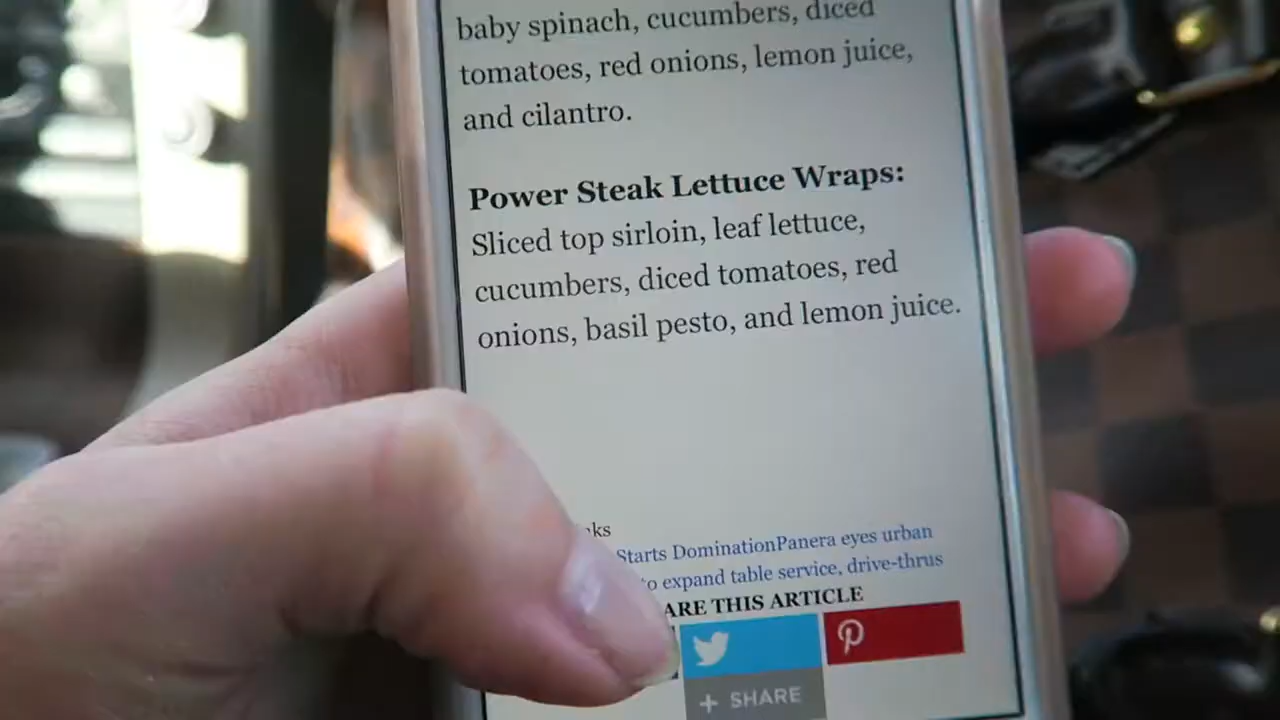 baby spinach, cucumbers, diced
tomatoes, red onions, lemon juice,
and cilantro.
Power Steak Lettuce Wraps:
Sliced top sirloin, leaf lettuce,
cucumbers, diced tomatoes, red
onions, basil pesto, and lemon juice.
Starts DominationPanera eyes urban
to expand table service, drive-thrus
THIS ARTICLE
+ SHARE